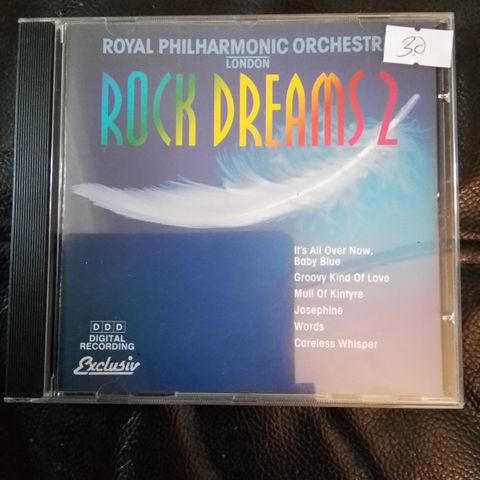 ROYAL PHILHARMONIC ORCHESTRA
30
LONDON
ROCK DREAMS 2
It's All Over Now,
Baby Blue
Groovy Kind Of Love
Mull Of Kintyre
Josephine
Words
Careless Whisper
DDD
DIGITAL
RECORDING
Exclusiv